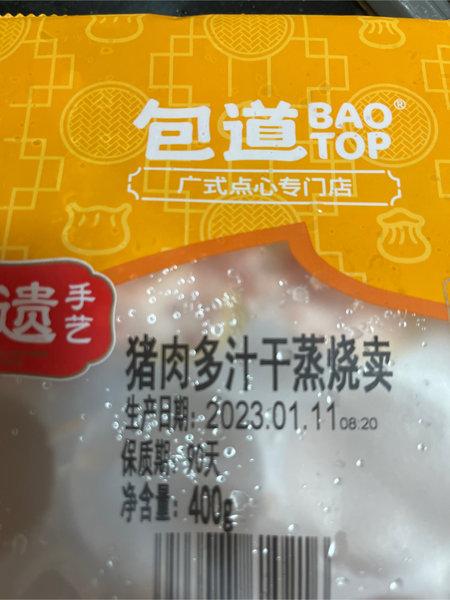 包道 BAO TOP®
广式点心专门店
遗 手艺
猪肉多汁干蒸烧卖
生产日期：2023.01.11 08:20
保质期：90天
净含量：400g